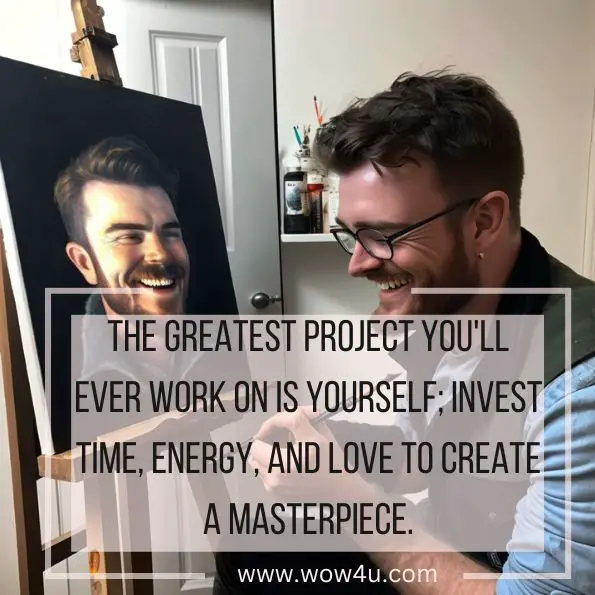 THE GREATEST PROJECT YOU'LL
EVER WORK ON IS YOURSELF; INVEST
TIME, ENERGY, AND LOVE TO CREATE
A MASTERPIECE.
www.wow4u.com